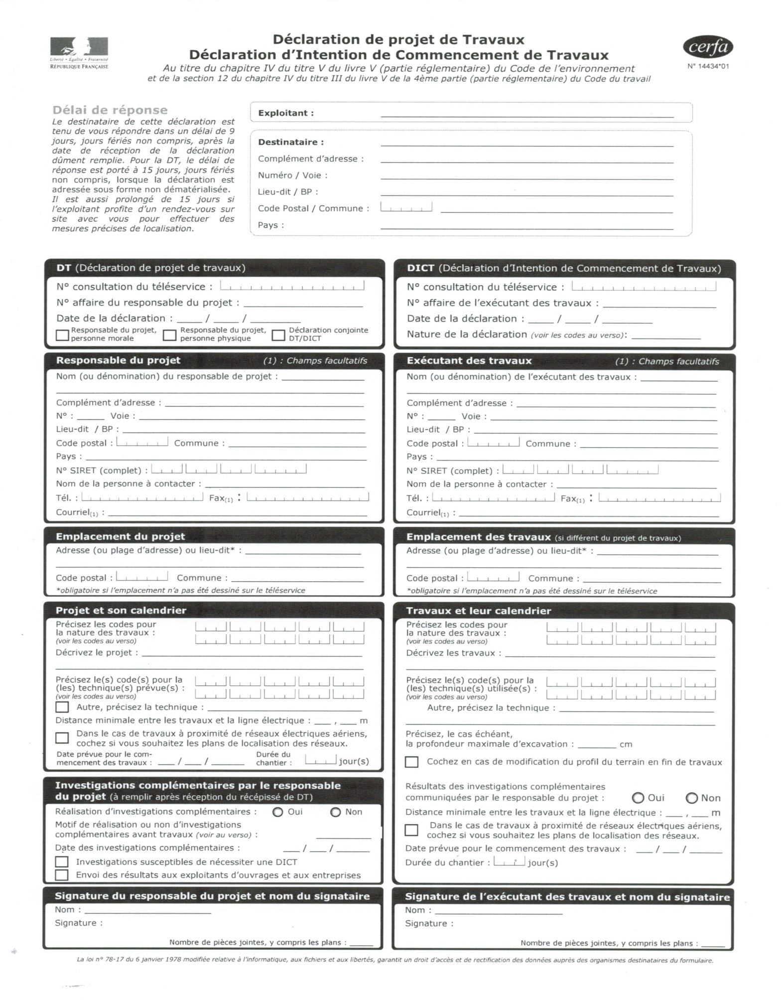 Liberté • Égalité • Fraternité
RÉPUBLIQUE FRANÇAISE
Déclaration de projet de Travaux
Déclaration d'Intention de Commencement de Travaux
Au titre du chapitre IV du titre V du livre V (partie réglementaire) du Code de l'environnement
et de la section 12 du chapitre IV du titre III du livre V de la 4ème partie (partie réglementaire) du Code du travail
cerfa
N° 14434*01
Délai de réponse
Le destinataire de cette déclaration est
tenu de vous répondre dans un délai de 9
jours, jours fériés non compris, après la
date de réception de la déclaration
dûment remplie. Pour la DT, le délai de
réponse est porté à 15 jours, jours fériés
non compris, lorsque la déclaration est
adressée sous forme non dématérialisée.
Il est aussi prolongé de 15 jours si
l'exploitant profite d'un rendez-vous sur
site avec vous pour effectuer des
mesures précises de localisation.
Exploitant :
Destinataire :
Complément d'adresse :
Numéro / Voie :
Lieu-dit / BP :
Code Postal / Commune :
Pays :
DT (Déclaration de projet de travaux)
N° consultation du téléservice :
N° affaire du responsable du projet :
Date de la déclaration : / /
Responsable du projet, personne morale
Responsable du projet, personne physique
Déclaration conjointe DT/DICT
Responsable du projet (1) : Champs facultatifs
Nom (ou dénomination) du responsable de projet :
Complément d'adresse :
N° : Voie :
Lieu-dit / BP :
Code postal : Commune :
Pays :
N° SIRET (complet) :
Nom de la personne à contacter :
Tél. : Fax(1) :
Courriel(1) :
Emplacement du projet
Adresse (ou plage d'adresse) ou lieu-dit* :
Code postal : Commune :
*obligatoire si l'emplacement n'a pas été dessiné sur le téléservice
Projet et son calendrier
Précisez les codes pour
la nature des travaux :
(voir les codes au verso)
Décrivez le projet :
Précisez le(s) code(s) pour la
(les) technique(s) prévue(s) :
(voir les codes au verso)
Autre, précisez la technique :
Distance minimale entre les travaux et la ligne électrique : , m
Dans le cas de travaux à proximité de réseaux électriques aériens,
cochez si vous souhaitez les plans de localisation des réseaux.
Date prévue pour le com-
mencement des travaux : / /
Durée du
chantier : jour(s)
Investigations complémentaires par le responsable
du projet (à remplir après réception du récépissé de DT)
Réalisation d'investigations complémentaires : Oui Non
Motif de réalisation ou non d'investigations
complémentaires avant travaux (voir au verso) :
Date des investigations complémentaires : / /
Investigations susceptibles de nécessiter une DICT
Envoi des résultats aux exploitants d'ouvrages et aux entreprises
Signature du responsable du projet et nom du signataire
Nom :
Signature :
Nombre de pièces jointes, y compris les plans :
DICT (Déclaration d'Intention de Commencement de Travaux)
N° consultation du téléservice :
N° affaire de l'exécutant des travaux :
Date de la déclaration : / /
Nature de la déclaration (voir les codes au verso):
Exécutant des travaux (1) : Champs facultatifs
Nom (ou dénomination) de l'exécutant des travaux :
Complément d'adresse :
N° : Voie :
Lieu-dit / BP :
Code postal : Commune :
Pays :
N° SIRET (complet) :
Nom de la personne à contacter :
Tél. : Fax(1) :
Courriel(1) :
Emplacement des travaux (si différent du projet de travaux)
Adresse (ou plage d'adresse) ou lieu-dit* :
Code postal : Commune :
*obligatoire si l'emplacement n'a pas été dessiné sur le téléservice
Travaux et leur calendrier
Précisez les codes pour
la nature des travaux :
(voir les codes au verso)
Décrivez les travaux :
Précisez le(s) code(s) pour la
(les) technique(s) utilisée(s) :
(voir les codes au verso)
Autre, précisez la technique :
Précisez, le cas échéant,
la profondeur maximale d'excavation : cm
Cochez en cas de modification du profil du terrain en fin de travaux
Résultats des investigations complémentaires
communiquées par le responsable du projet : Oui Non
Distance minimale entre les travaux et la ligne électrique : , m
Dans le cas de travaux à proximité de réseaux électriques aériens,
cochez si vous souhaitez les plans de localisation des réseaux.
Date prévue pour le commencement des travaux : / /
Durée du chantier : jour(s)
Signature de l'exécutant des travaux et nom du signataire
Nom :
Signature :
Nombre de pièces jointes, y compris les plans :
La loi n° 78-17 du 6 janvier 1978 modifiée relative à l'informatique, aux fichiers et aux libertés, garantit un droit d'accès et de rectification des données auprès des organismes destinataires du formulaire.